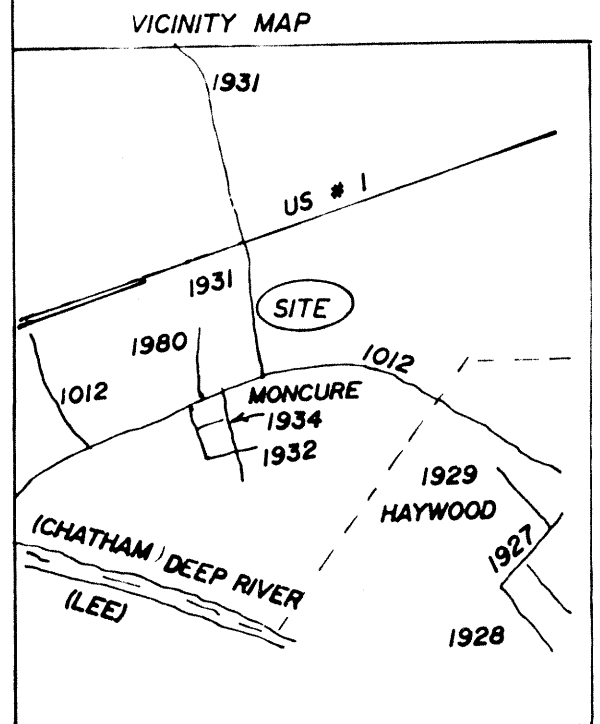 VICINITY MAP
1931
US # 1
1931
SITE
1980
1012
1012
MONCURE
1934
1932
1929
HAYWOOD
1927
(CHATHAM) DEEP RIVER
(LEE)
1928